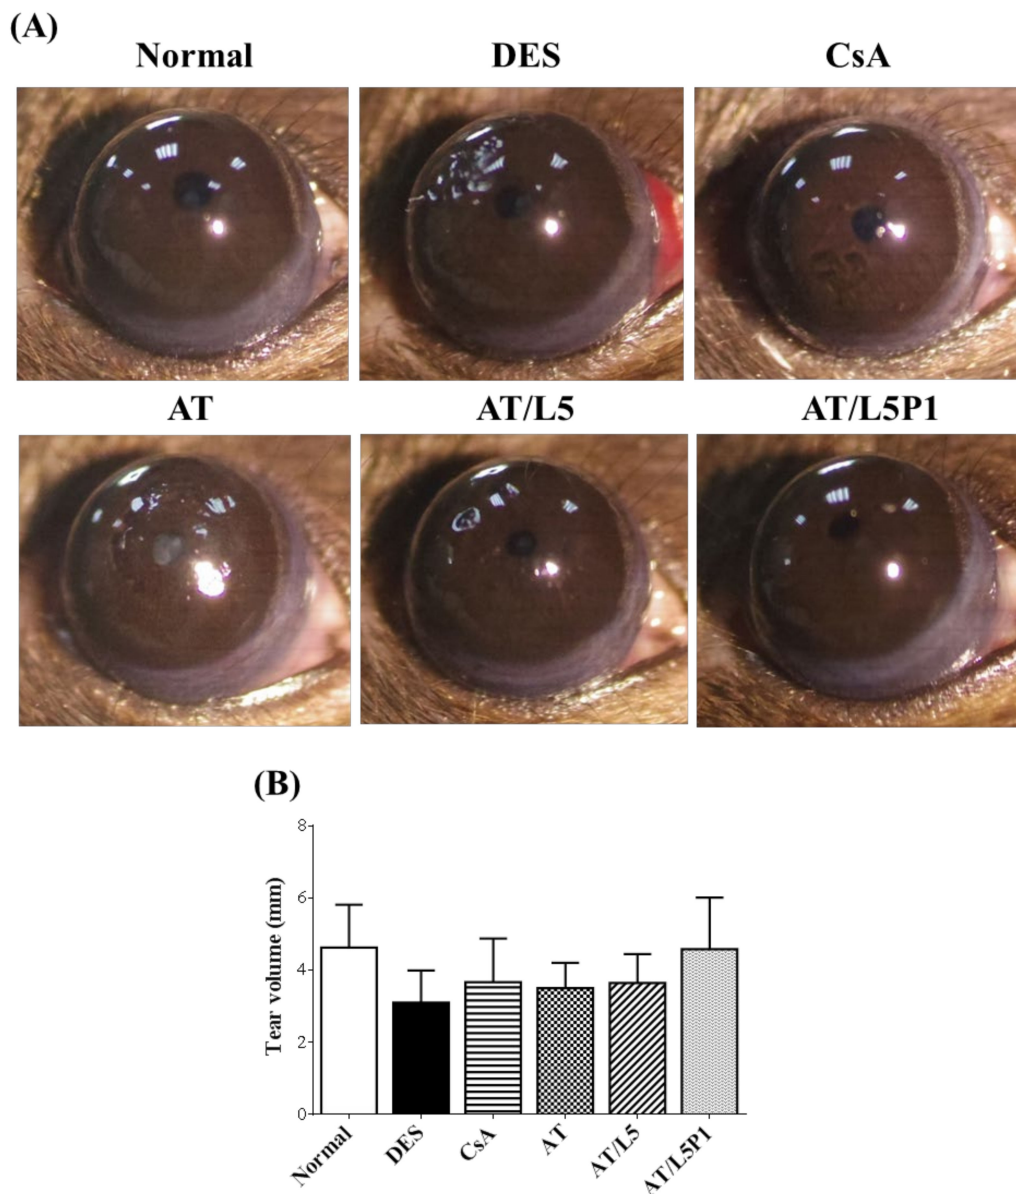 (A)
Normal DES CsA
AT AT/L5 AT/L5P1
(B)
8
6
4
2
0
Tear volume (mm)
Normal DES CsA AT AT/L5 AT/L5P1